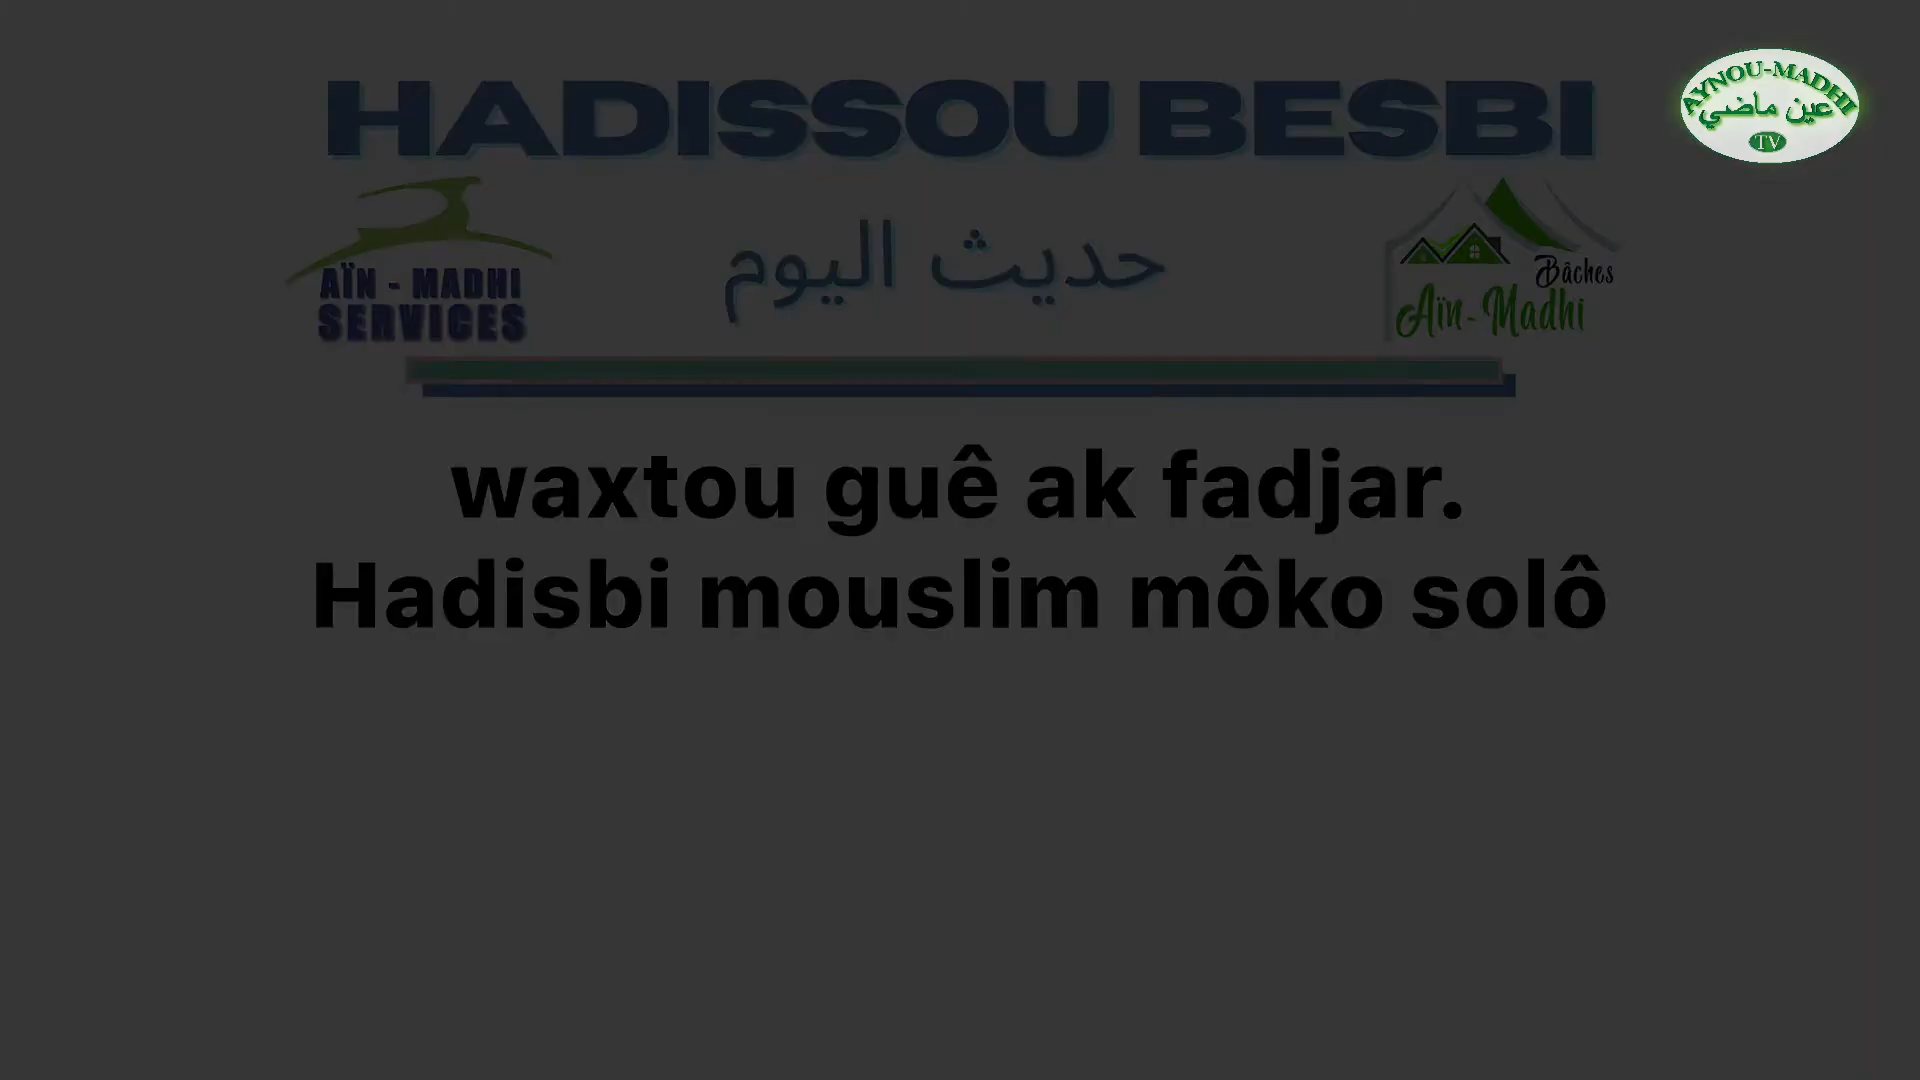 HADISSOU BESBI
AYNOU-MADHI
عين ماضي
TV
AÏN - MADHI
SERVICES
حديث اليوم
Bâches
Aïn-Madhi
waxtou guê ak fadjar.
Hadisbi mouslim môko solô